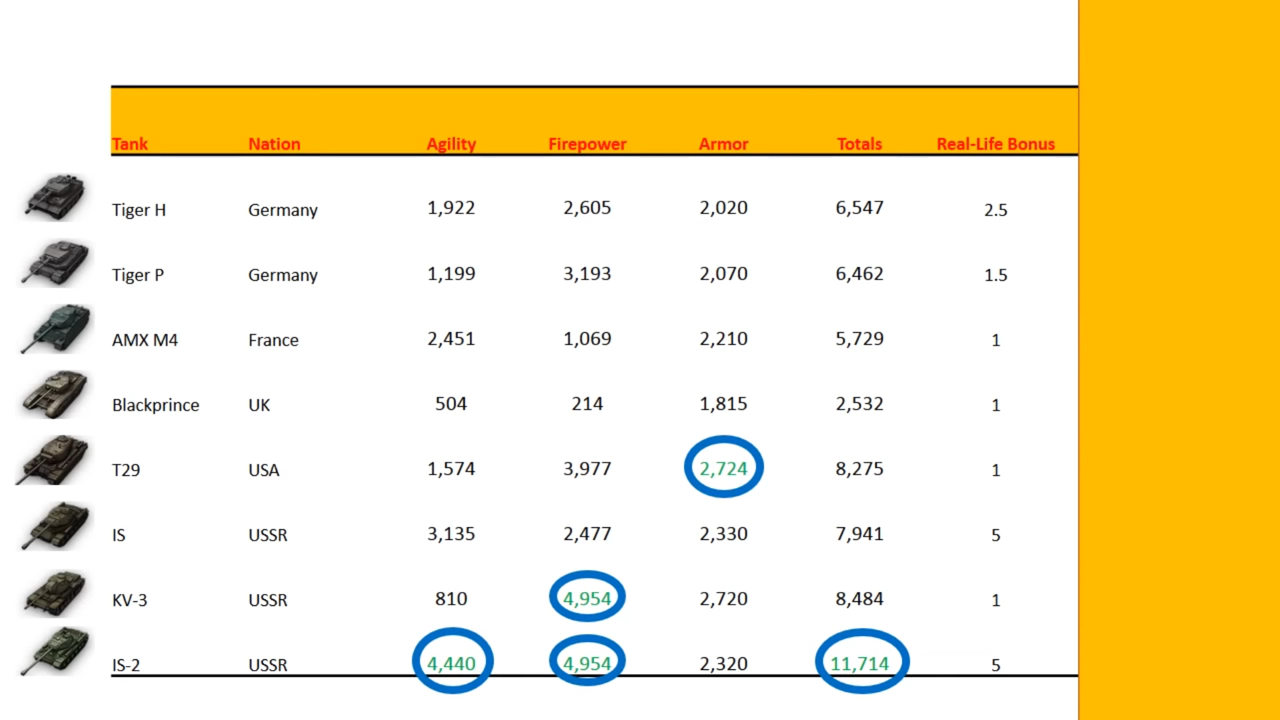 Tank Nation Agility Firepower Armor Totals Real-Life Bonus
Tiger H Germany 1,922 2,605 2,020 6,547 2.5
Tiger P Germany 1,199 3,193 2,070 6,462 1.5
AMX M4 France 2,451 1,069 2,210 5,729 1
Blackprince UK 504 214 1,815 2,532 1
T29 USA 1,574 3,977 2,724 8,275 1
IS USSR 3,135 2,477 2,330 7,941 5
KV-3 USSR 810 4,954 2,720 8,484 1
IS-2 USSR 4,440 4,954 2,320 11,714 5